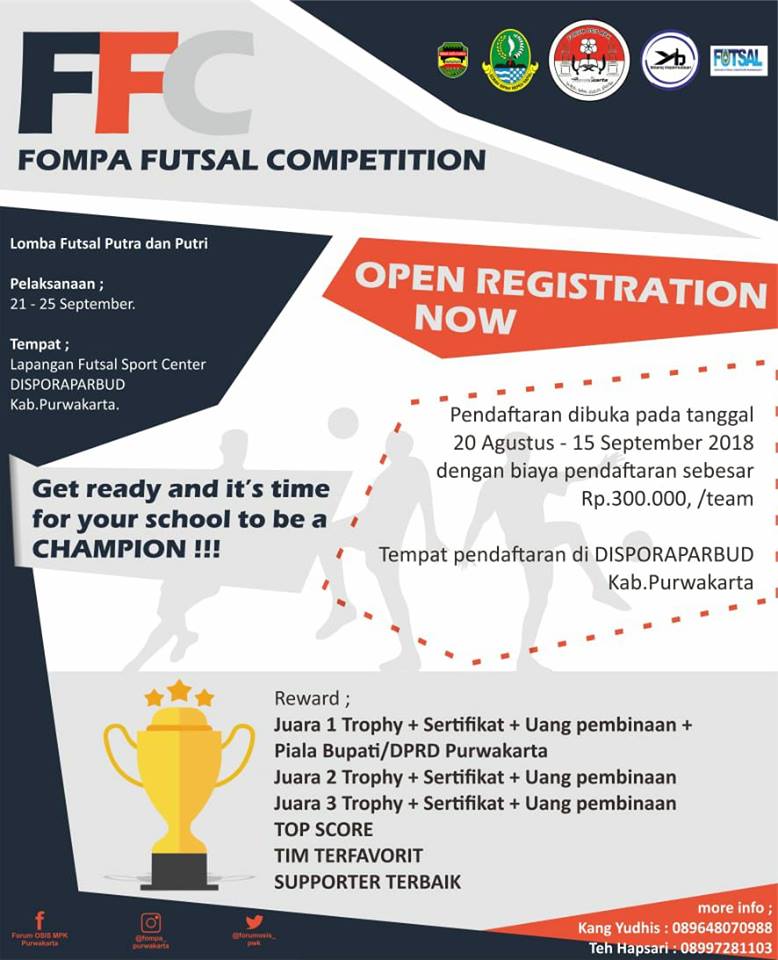 FFC
FOMPA FUTSAL COMPETITION
FORUM OSIS MPK
FUTSAL
Lomba Futsal Putra dan Putri
Pelaksanaan ;
21 - 25 September.
Tempat ;
Lapangan Futsal Sport Center
DISPORAPARBUD
Kab.Purwakarta.
OPEN REGISTRATION
NOW
Pendaftaran dibuka pada tanggal
20 Agustus - 15 September 2018
dengan biaya pendaftaran sebesar
Rp.300.000, /team
Tempat pendaftaran di DISPORAPARBUD
Kab.Purwakarta
Get ready and it's time
for your school to be a
CHAMPION !!!
Reward ;
Juara 1 Trophy + Sertifikat + Uang pembinaan +
Piala Bupati/DPRD Purwakarta
Juara 2 Trophy + Sertifikat + Uang pembinaan
Juara 3 Trophy + Sertifikat + Uang pembinaan
TOP SCORE
TIM TERFAVORIT
SUPPORTER TERBAIK
Forum OSIS MPK
Purwakarta
@fompa_
purwakarta
@forumosis_
pwk
more info ;
Kang Yudhis : 089648070988
Teh Hapsari : 08997281103